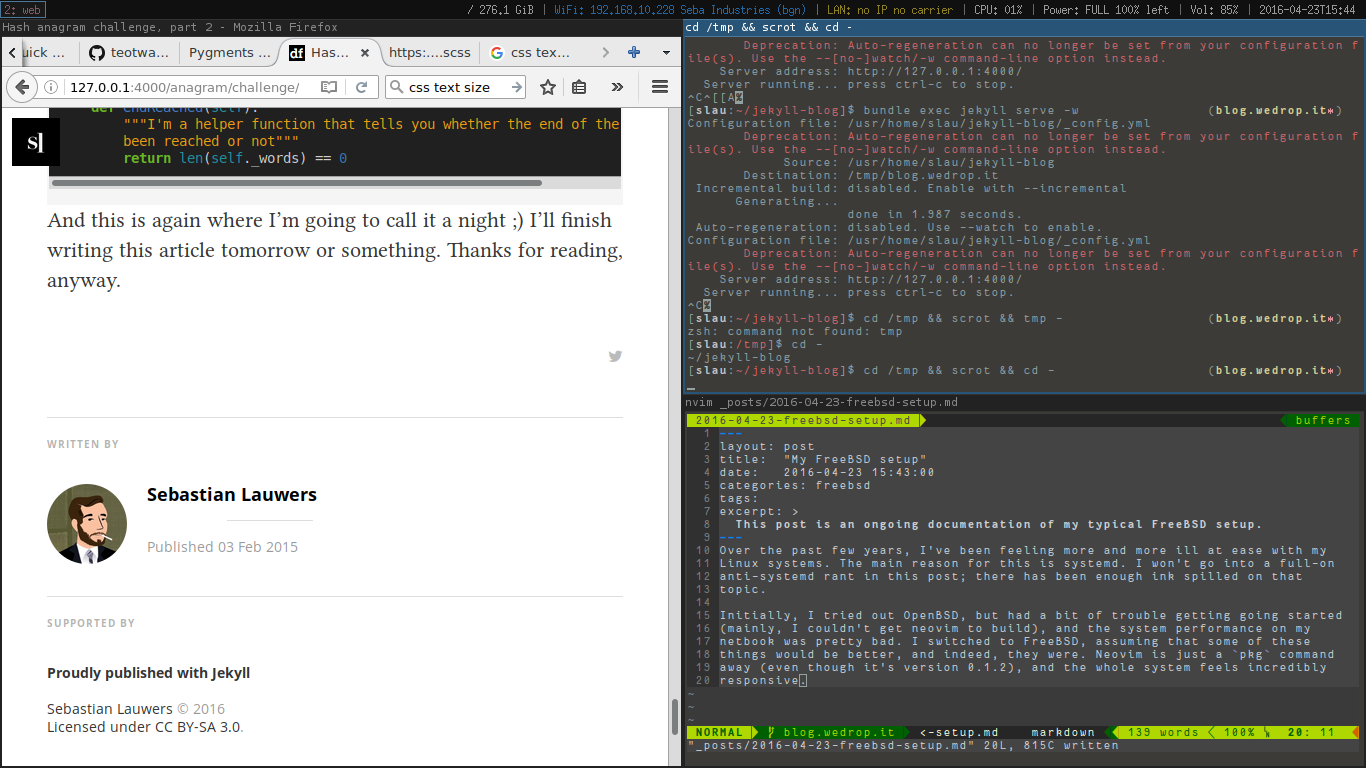 2: web
/ 276.1 GiB | WiFi: 192.168.10.228 Seba Industries (bgn) | LAN: no IP no carrier | CPU: 01% | Power: FULL 100% left | Vol: 85% | 2016-04-23T15:44
Hash anagram challenge, part 2 - Mozilla Firefox
uick ...
teotwa...
Pygments ...
Has...
https:....scss
css tex...
127.0.0.1:4000/anagram/challenge/
css text size
"""I'm a helper function that tells you whether the end of the
been reached or not"""
return len(self._words) == 0
s|
And this is again where I'm going to call it a night ;) I'll finish
writing this article tomorrow or something. Thanks for reading,
anyway.
WRITTEN BY
Sebastian Lauwers
Published 03 Feb 2015
SUPPORTED BY
Proudly published with Jekyll
Sebastian Lauwers © 2016
Licensed under CC BY-SA 3.0.
cd /tmp && scrot && cd -
Deprecation: Auto-regeneration can no longer be set from your configuration f
ile(s). Use the --[no-]watch/-w command-line option instead.
Server address: http://127.0.0.1:4000/
Server running... press ctrl-c to stop.
^C^[[A%
[slau:~/jekyll-blog]$ bundle exec jekyll serve -w (blog.wedrop.it*)
Configuration file: /usr/home/slau/jekyll-blog/_config.yml
Deprecation: Auto-regeneration can no longer be set from your configuration f
ile(s). Use the --[no-]watch/-w command-line option instead.
Source: /usr/home/slau/jekyll-blog
Destination: /tmp/blog.wedrop.it
Incremental build: disabled. Enable with --incremental
Generating...
done in 1.987 seconds.
Auto-regeneration: disabled. Use --watch to enable.
Configuration file: /usr/home/slau/jekyll-blog/_config.yml
Deprecation: Auto-regeneration can no longer be set from your configuration f
ile(s). Use the --[no-]watch/-w command-line option instead.
Server address: http://127.0.0.1:4000/
Server running... press ctrl-c to stop.
^C%
[slau:~/jekyll-blog]$ cd /tmp && scrot && tmp - (blog.wedrop.it*)
zsh: command not found: tmp
[slau:/tmp]$ cd -
~/jekyll-blog
[slau:~/jekyll-blog]$ cd /tmp && scrot && cd - (blog.wedrop.it*)
nvim _posts/2016-04-23-freebsd-setup.md
2016-04-23-freebsd-setup.md buffers
1 ---
2 layout: post
3 title: "My FreeBSD setup"
4 date: 2016-04-23 15:43:00
5 categories: freebsd
6 tags:
7 excerpt: >
8 This post is an ongoing documentation of my typical FreeBSD setup.
9 ---
10 Over the past few years, I've been feeling more and more ill at ease with my
11 Linux systems. The main reason for this is systemd. I won't go into a full-on
12 anti-systemd rant in this post; there has been enough ink spilled on that
13 topic.
14
15 Initially, I tried out OpenBSD, but had a bit of trouble getting going started
16 (mainly, I couldn't get neovim to build), and the system performance on my
17 netbook was pretty bad. I switched to FreeBSD, assuming that some of these
18 things would be better, and indeed, they were. Neovim is just a `pkg` command
19 away (even though it's version 0.1.2), and the whole system feels incredibly
20 responsive.
~
~
~
NORMAL blog.wedrop.it <-setup.md markdown 139 words 100% 20: 11
"_posts/2016-04-23-freebsd-setup.md" 20L, 815C written